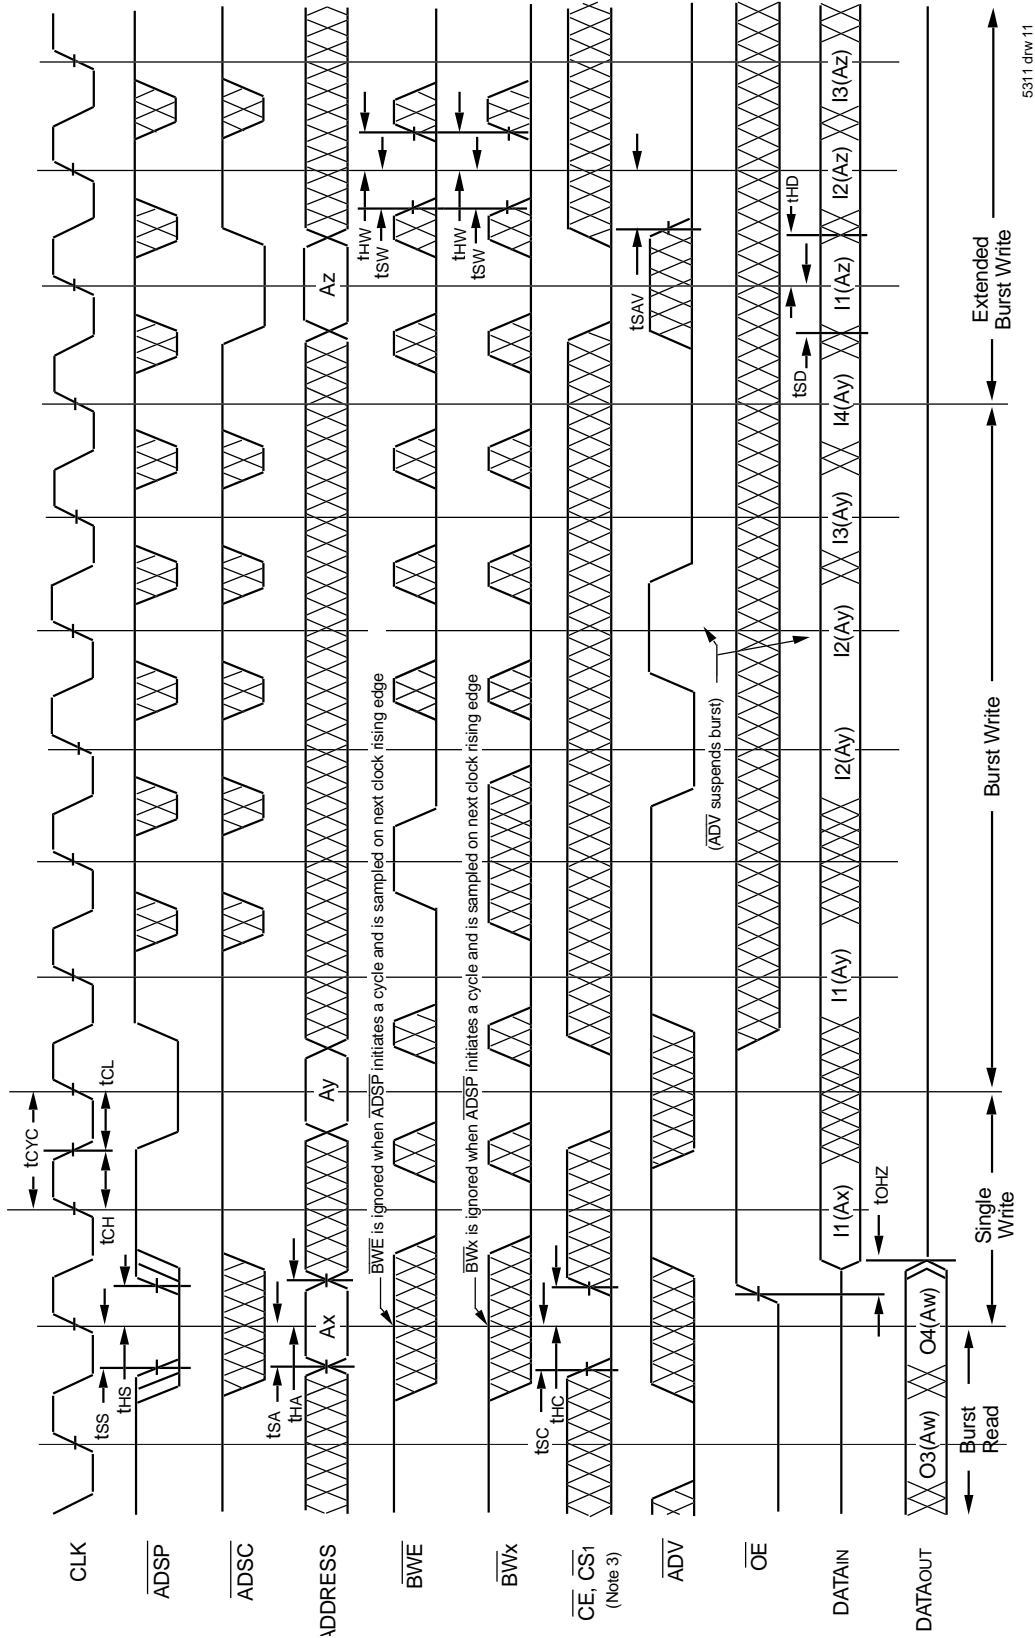 CLK
ADSP
ADSC
ADDRESS
BWE
BWx
CE, CS1
(Note 3)
ADV
OE
DATAIN
DATAOUT
tCYC
tCH
tCL
tSS
tHS
tSA
tHA
Ax
Ay
Az
BWE is ignored when ADSP initiates a cycle and is sampled on next clock rising edge
tHW
tSW
BWx is ignored when ADSP initiates a cycle and is sampled on next clock rising edge
tHW
tSW
tSC
tHC
tSAV
(ADV suspends burst)
tSD
tHD
I1(Ax)
I1(Ay)
I2(Ay)
I2(Ay)
I3(Ay)
I4(Ay)
I1(Az)
I2(Az)
I3(Az)
tOHZ
O3(Aw)
O4(Aw)
Burst
Read
Single
Write
Burst Write
Extended
Burst Write
5311 drw 11